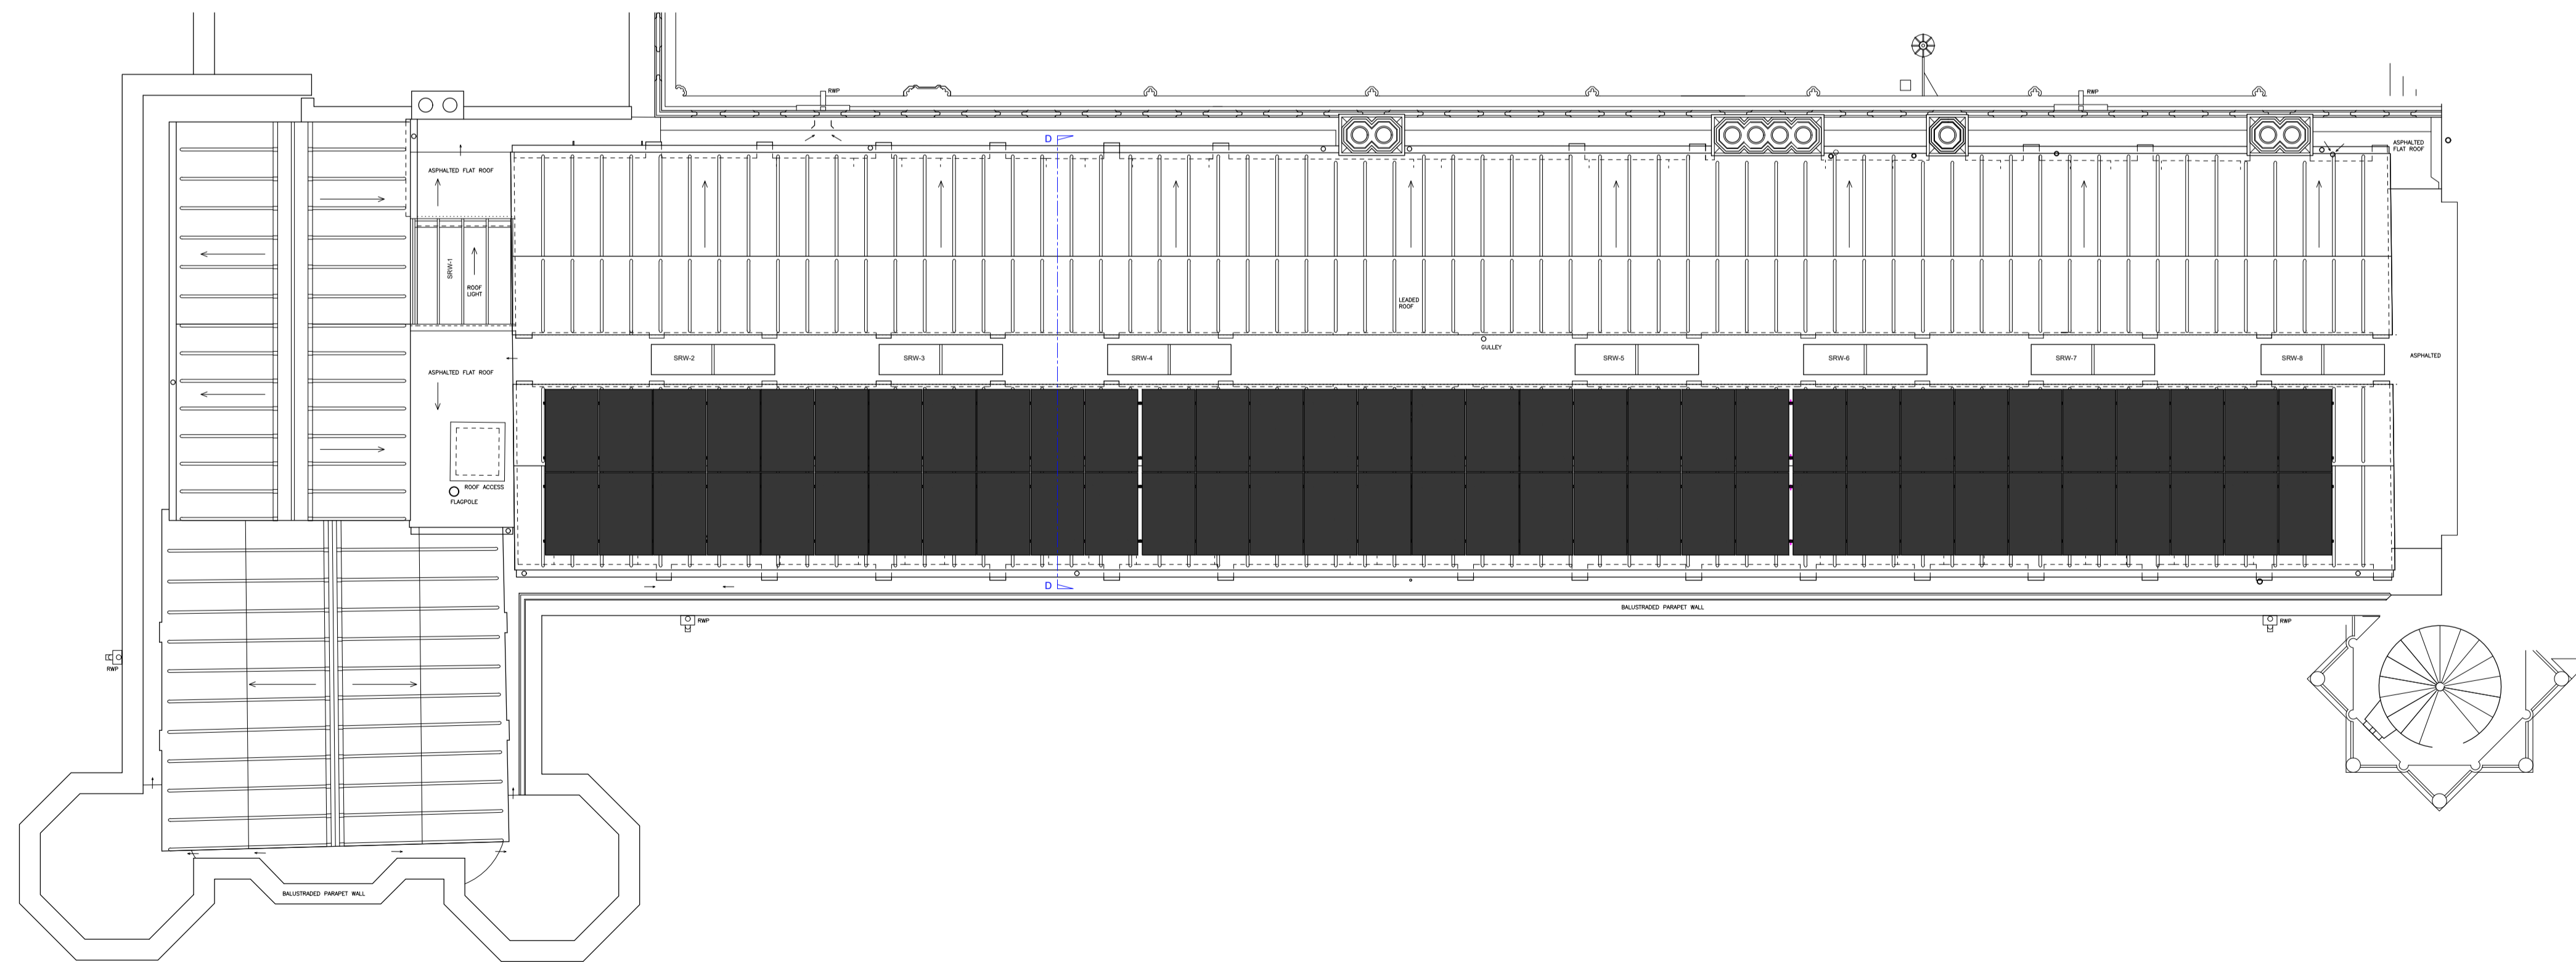 RWP
RWP
D
ASPHALTED
FLAT ROOF
ASPHALTED FLAT ROOF
SRW-1
ROOF
LIGHT
LEADED
ROOF
GULLEY
SRW-2
SRW-3
SRW-4
SRW-5
SRW-6
SRW-7
SRW-8
ASPHALTED
ASPHALTED FLAT ROOF
ROOF ACCESS
FLAGPOLE
D
BALUSTRADED PARAPET WALL
RWP
RWP
RWP
BALUSTRADED PARAPET WALL